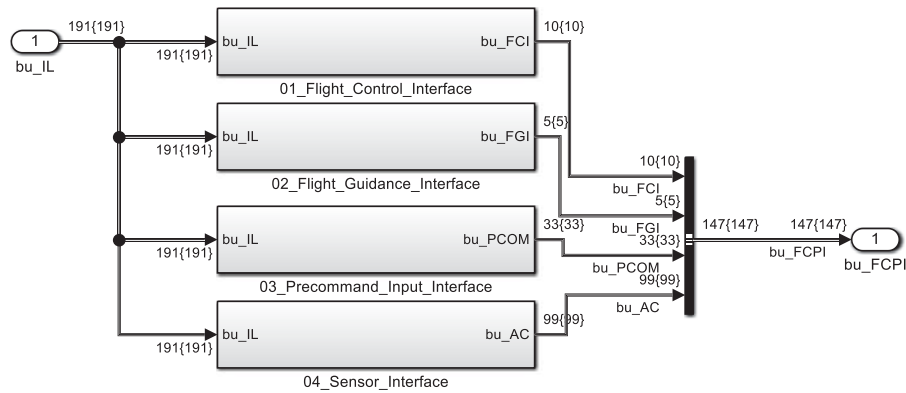 191{191}
1
bu_IL
bu_IL
191{191}
bu_FCI
10{10}
01_Flight_Control_Interface
bu_IL
191{191}
bu_FGI
5{5}
02_Flight_Guidance_Interface
bu_IL
191{191}
bu_PCOM
33{33}
03_Precommand_Input_Interface
bu_IL
191{191}
bu_AC
99{99}
04_Sensor_Interface
10{10}
bu_FCI
5{5}
bu_FGI
33{33}
bu_PCOM
99{99}
bu_AC
147{147}
147{147}
bu_FCPI
1
bu_FCPI